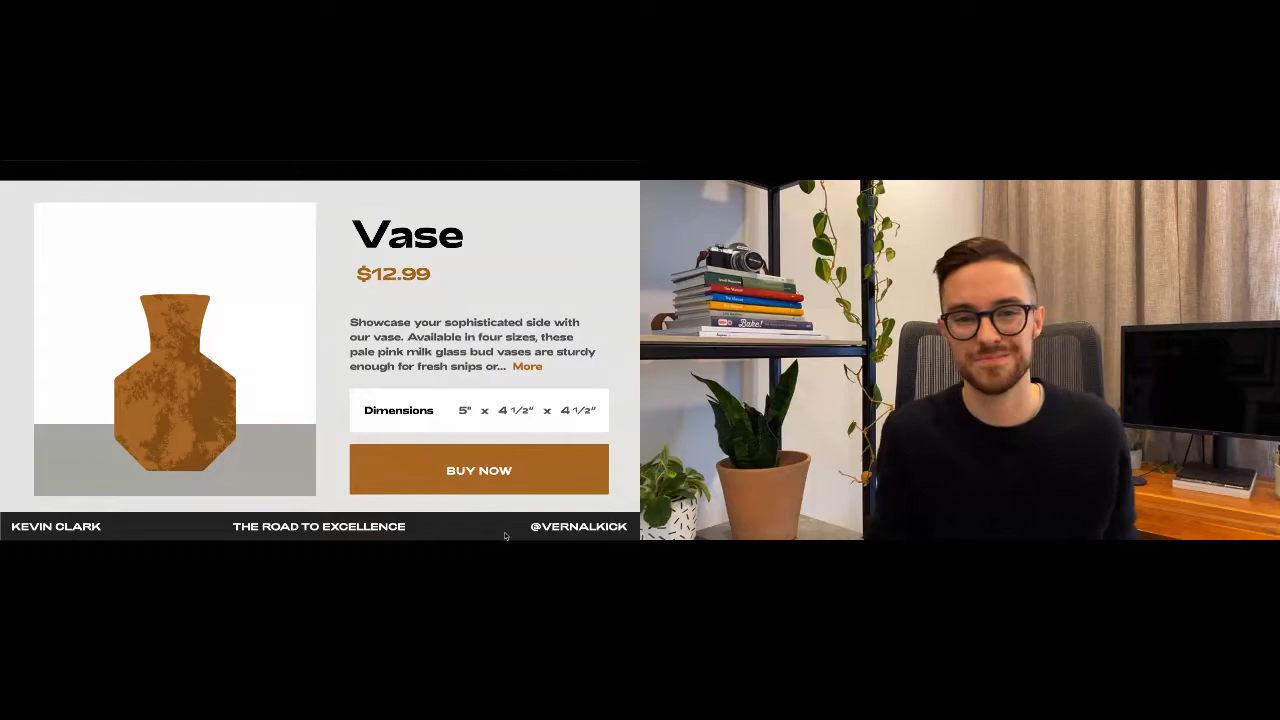 Vase
$12.99
Showcase your sophisticated side with
our vase. Available in four sizes, these
pale pink milk glass bud vases are sturdy
enough for fresh snips or... More
Dimensions 5" x 4 1/2" x 4 1/2"
BUY NOW
KEVIN CLARK THE ROAD TO EXCELLENCE @VERNALKICK
Bake!